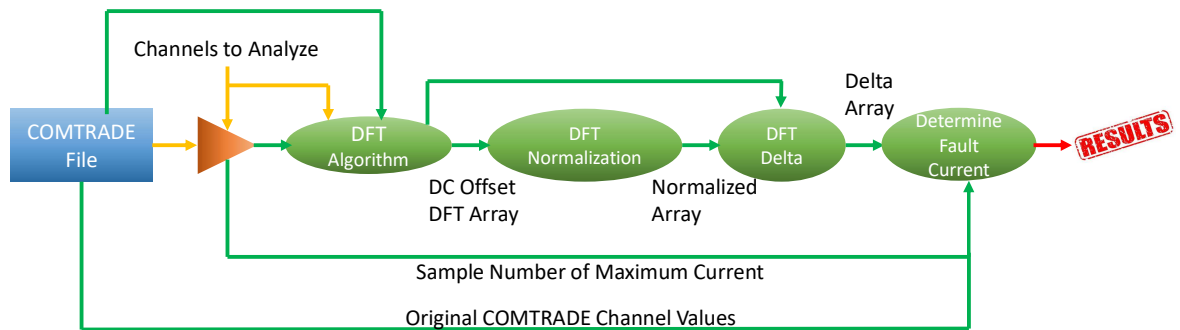 Channels to Analyze
COMTRADE
File
DFT
Algorithm
DC Offset
DFT Array
DFT
Normalization
Normalized
Array
DFT
Delta
Delta
Array
Determine
Fault
Current
RESULTS
Sample Number of Maximum Current
Original COMTRADE Channel Values